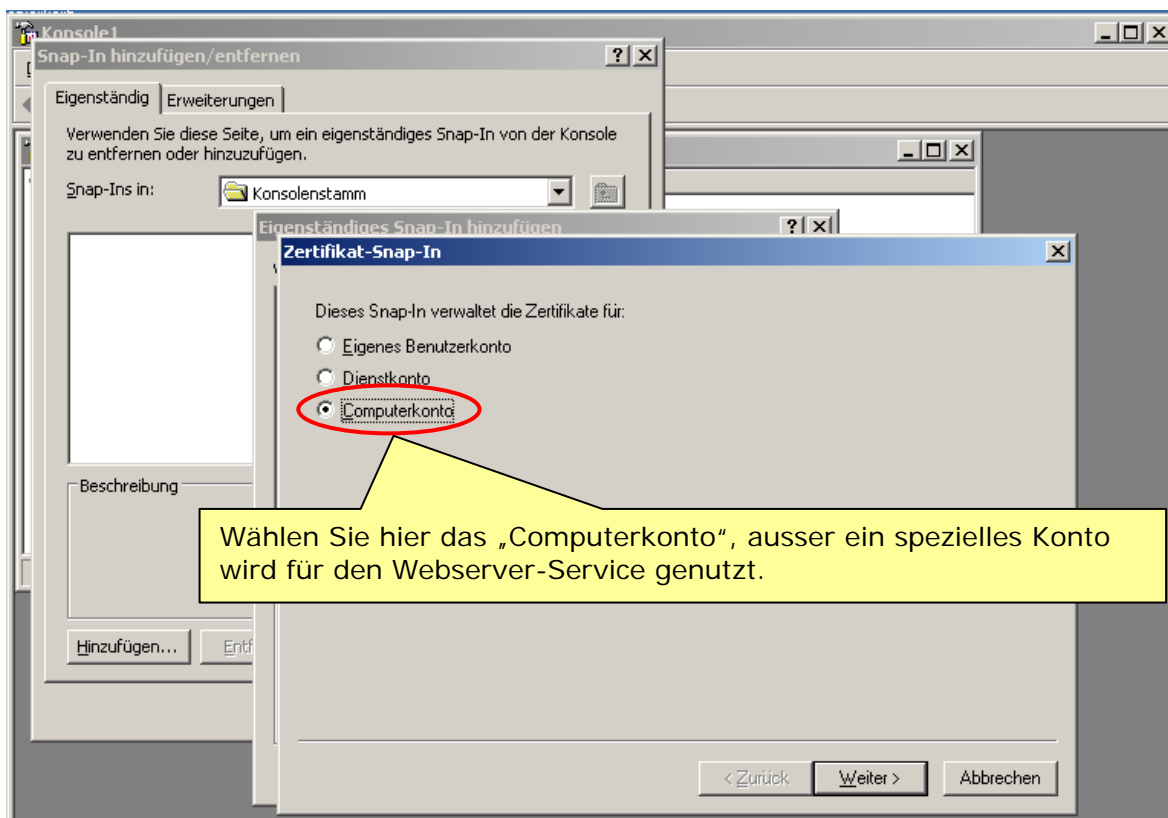 Konsole1
Snap-In hinzufügen/entfernen
Eigenständig
Erweiterungen
Verwenden Sie diese Seite, um ein eigenständiges Snap-In von der Konsole
zu entfernen oder hinzuzufügen.
Snap-Ins in:
Konsolenstamm
Eigenständiges Snap-In hinzufügen
Zertifikat-Snap-In
Dieses Snap-In verwaltet die Zertifikate für:
Eigenes Benutzerkonto
Dienstkonto
Computerkonto
Beschreibung
Wählen Sie hier das „Computerkonto“, ausser ein spezielles Konto
wird für den Webserver-Service genutzt.
Hinzufügen...
Entf
< Zurück
Weiter >
Abbrechen